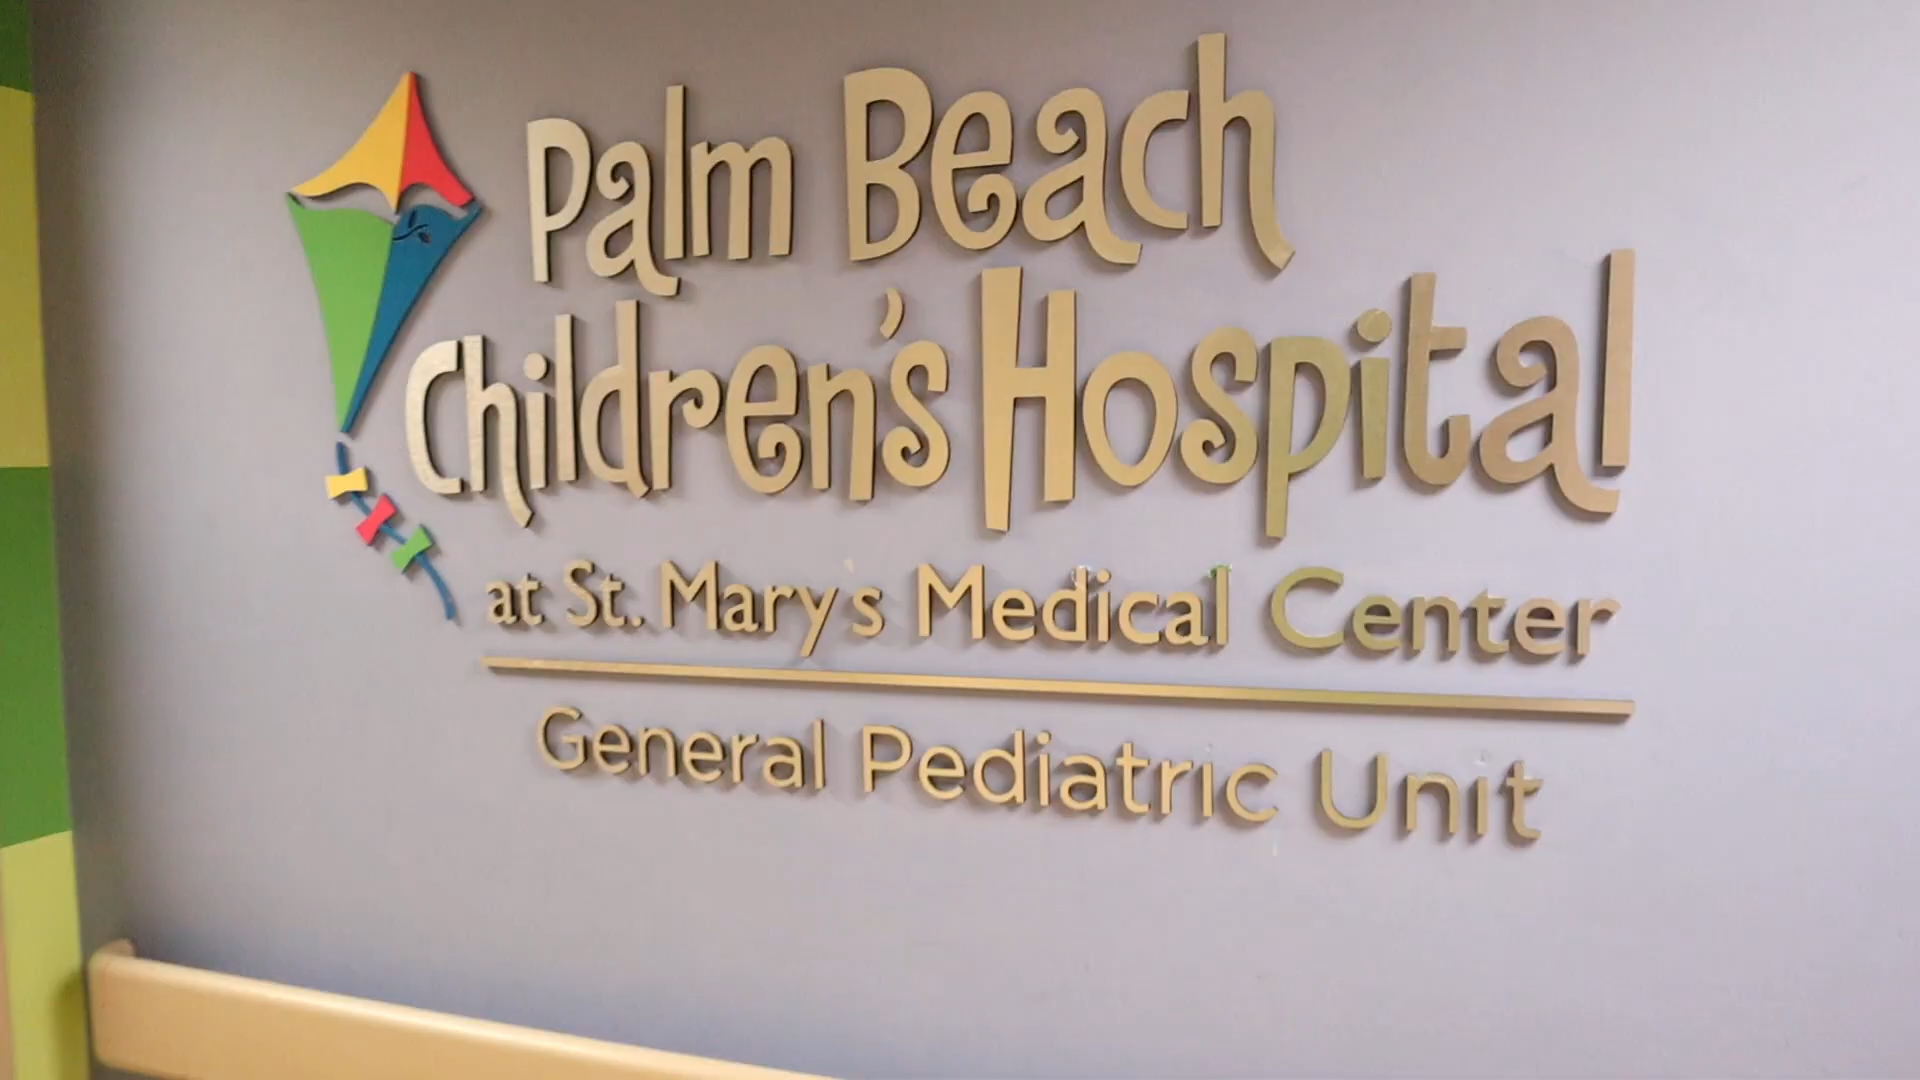 Palm Beach
Children's Hospital
at St. Mary s Medical Center
General Pediatric Unit